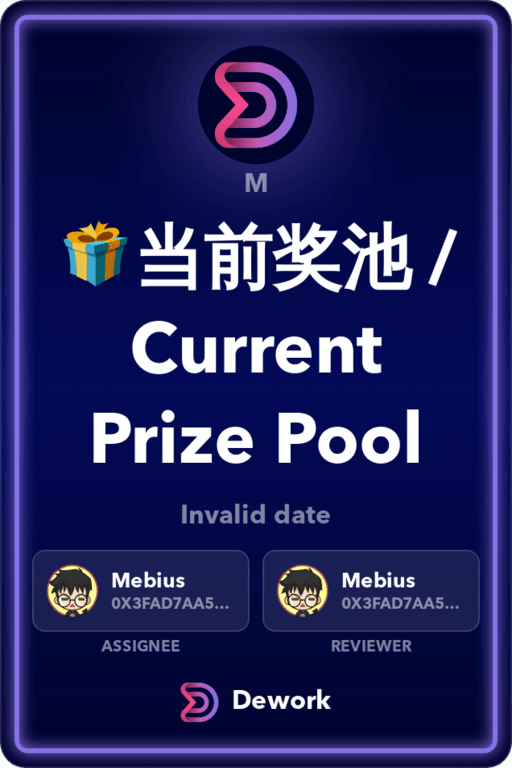 M
🎁当前奖池 /
Current
Prize Pool
Invalid date
Mebius
0X3FAD7AA5...
ASSIGNEE
Mebius
0X3FAD7AA5...
REVIEWER
Dework